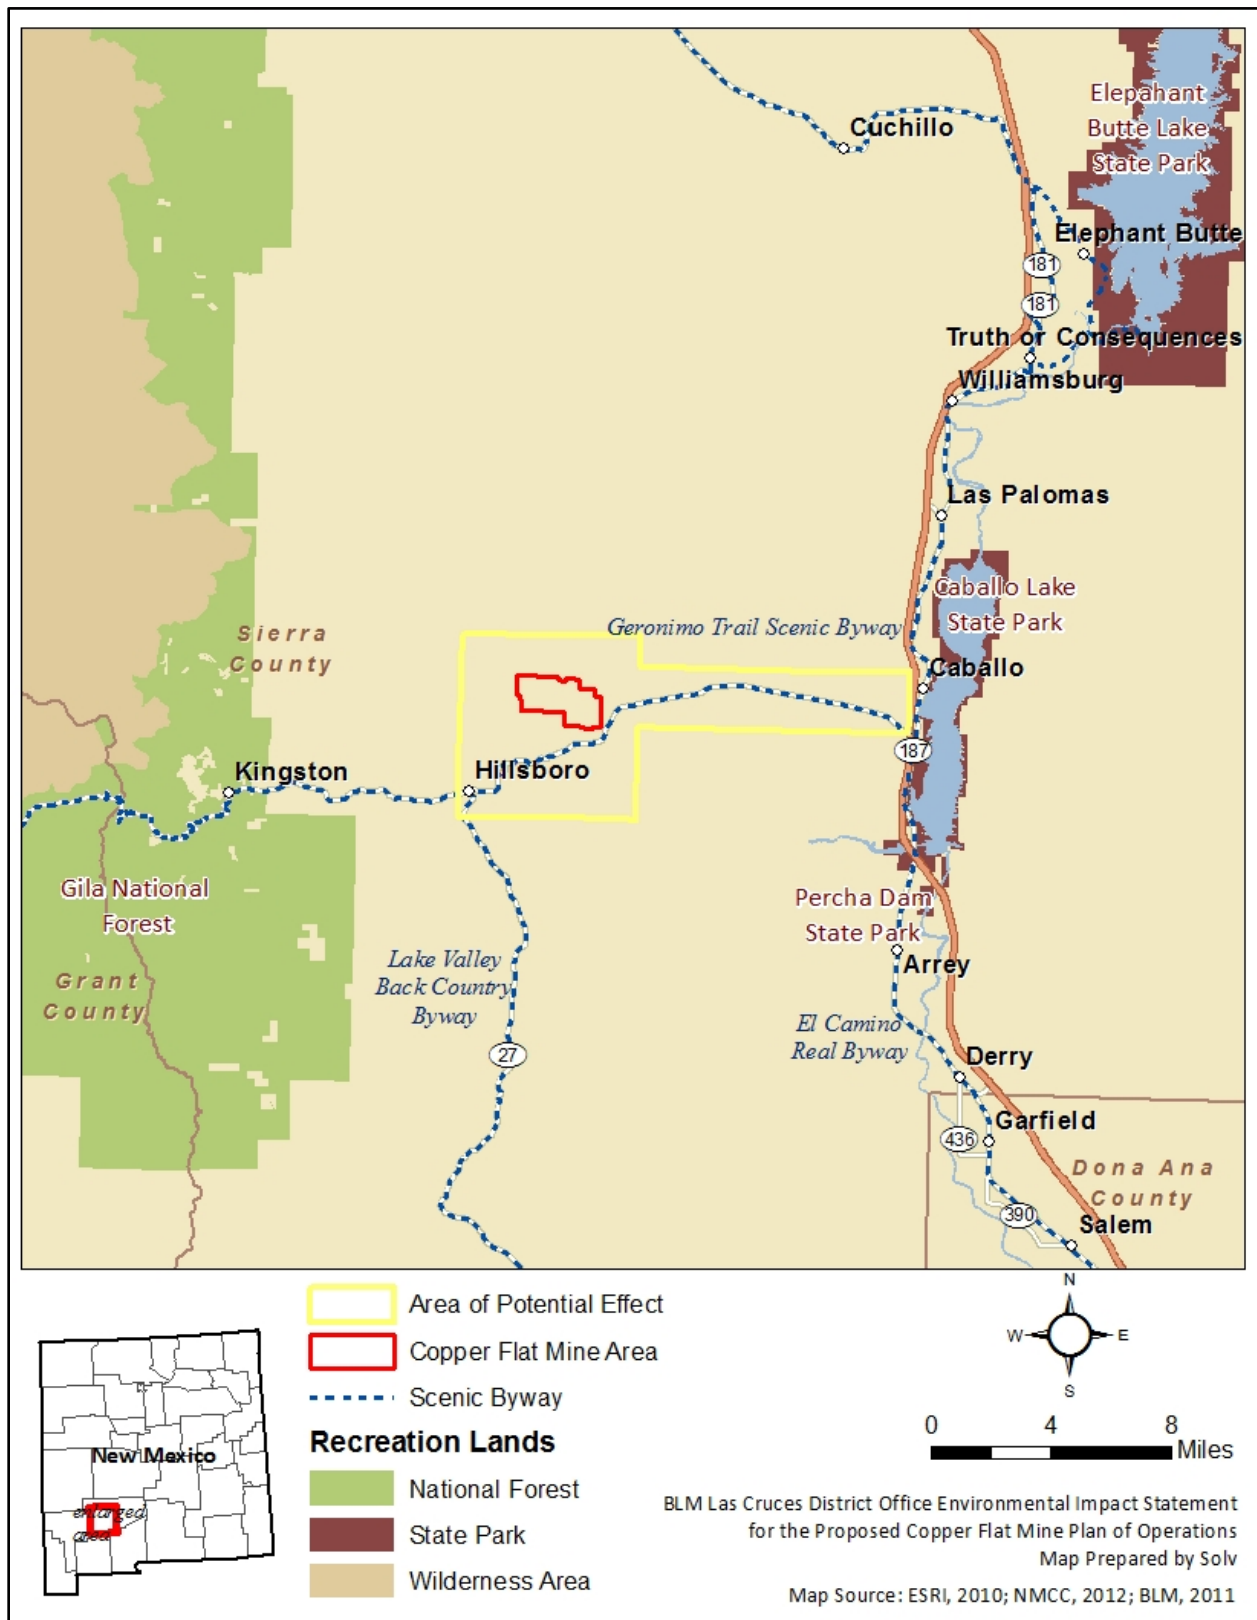 Cuchillo
Elepahant
Butte Lake
State Park
Elephant Butte
181
181
Truth or Consequences
Williamsburg
Las Palomas
Caballo Lake
State Park
Sierra
County
Geronimo Trail Scenic Byway
Caballo
187
Kingston
Hillsboro
Gila National
Forest
Percha Dam
State Park
Lake Valley
Back Country
Byway
Arrey
Grant
County
El Camino
Real Byway
27
Derry
Garfield
436
Dona Ana
County
390
Salem
Area of Potential Effect
Copper Flat Mine Area
Scenic Byway
Recreation Lands
National Forest
State Park
Wilderness Area
New Mexico
enlarged
area
N
W E
S
0 4 8
Miles
BLM Las Cruces District Office Environmental Impact Statement
for the Proposed Copper Flat Mine Plan of Operations
Map Prepared by Solv
Map Source: ESRI, 2010; NMCC, 2012; BLM, 2011